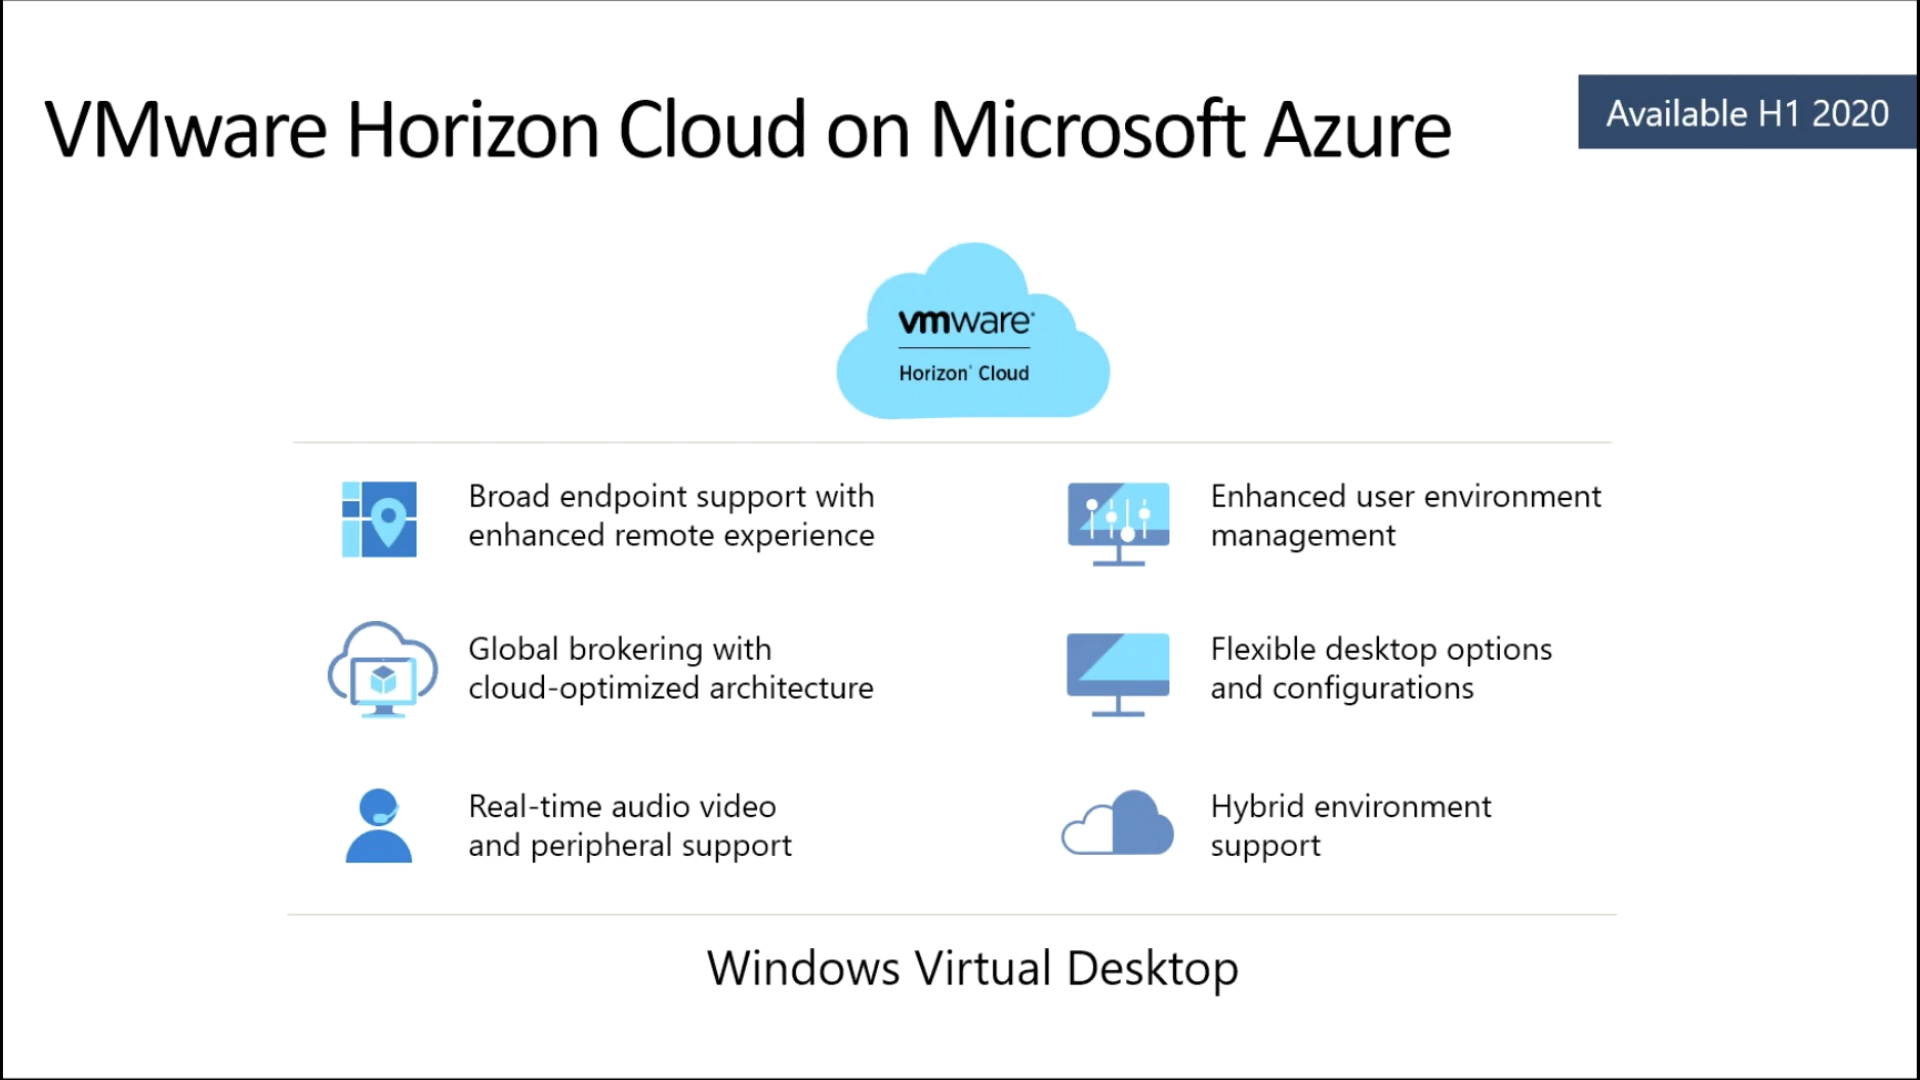 VMware Horizon Cloud on Microsoft Azure
Available H1 2020
vmware®
Horizon® Cloud
Broad endpoint support with
enhanced remote experience
Enhanced user environment
management
Global brokering with
cloud-optimized architecture
Flexible desktop options
and configurations
Real-time audio video
and peripheral support
Hybrid environment
support
Windows Virtual Desktop